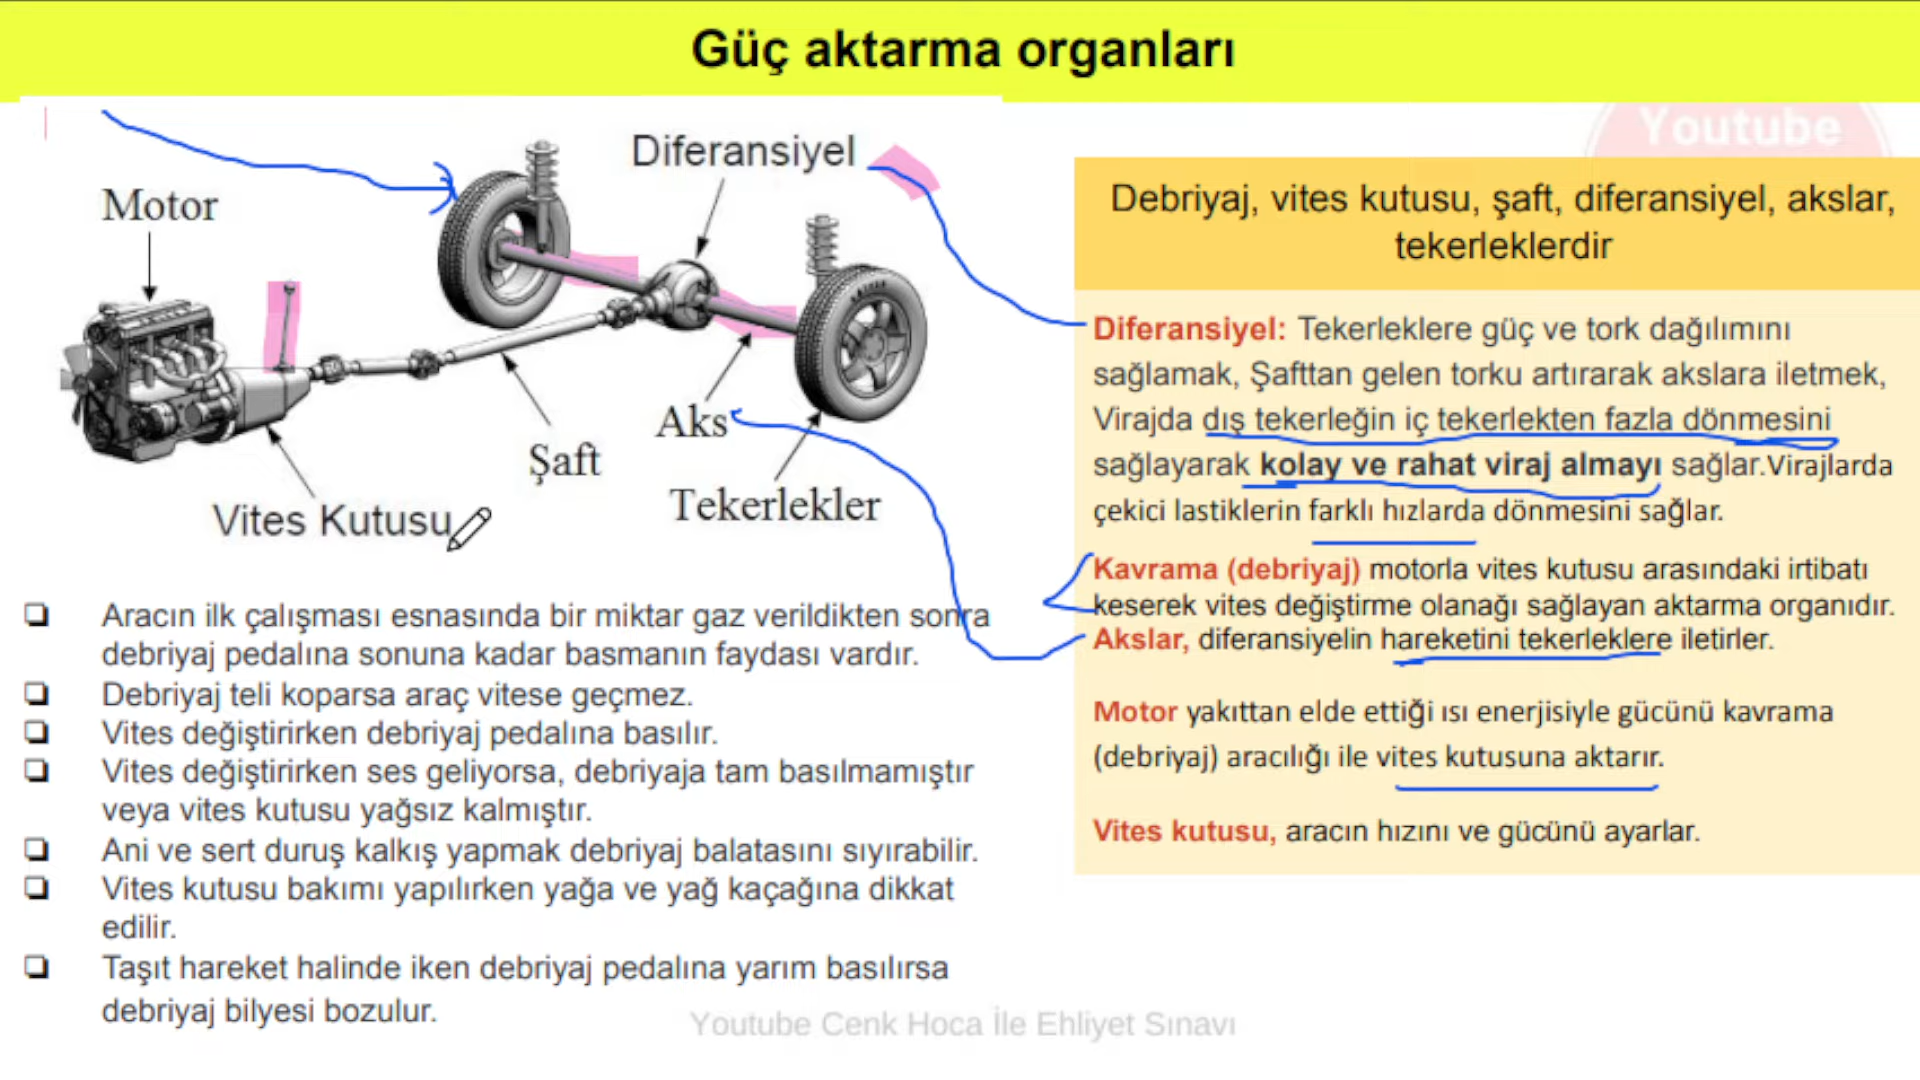 Güç aktarma organları
Youtube
Motor
Diferansiyel
Aks
Şaft
Tekerlekler
Vites Kutusu
❑ Aracın ilk çalışması esnasında bir miktar gaz verildikten sonra
debriyaj pedalına sonuna kadar basmanın faydası vardır.
❑ Debriyaj teli koparsa araç vitese geçmez.
❑ Vites değiştirirken debriyaj pedalına basılır.
❑ Vites değiştirirken ses geliyorsa, debriyaja tam basılmamıştır
veya vites kutusu yağsız kalmıştır.
❑ Ani ve sert duruş kalkış yapmak debriyaj balatasını sıyırabilir.
❑ Vites kutusu bakımı yapılırken yağa ve yağ kaçağına dikkat
edilir.
❑ Taşıt hareket halinde iken debriyaj pedalına yarım basılırsa
debriyaj bilyesi bozulur.
Debriyaj, vites kutusu, şaft, diferansiyel, akslar,
tekerleklerdir
Diferansiyel: Tekerleklere güç ve tork dağılımını
sağlamak, Şafttan gelen torku artırarak akslara iletmek,
Virajda dış tekerleğin iç tekerlekten fazla dönmesini
sağlayarak kolay ve rahat viraj almayı sağlar.Virajlarda
çekici lastiklerin farklı hızlarda dönmesini sağlar.
Kavrama (debriyaj) motorla vites kutusu arasındaki irtibatı
keserek vites değiştirme olanağı sağlayan aktarma organıdır.
Akslar, diferansiyelin hareketini tekerleklere iletirler.
Motor yakıttan elde ettiği ısı enerjisiyle gücünü kavrama
(debriyaj) aracılığı ile vites kutusuna aktarır.
Vites kutusu, aracın hızını ve gücünü ayarlar.
Youtube Cenk Hoca İle Ehliyet Sınavı